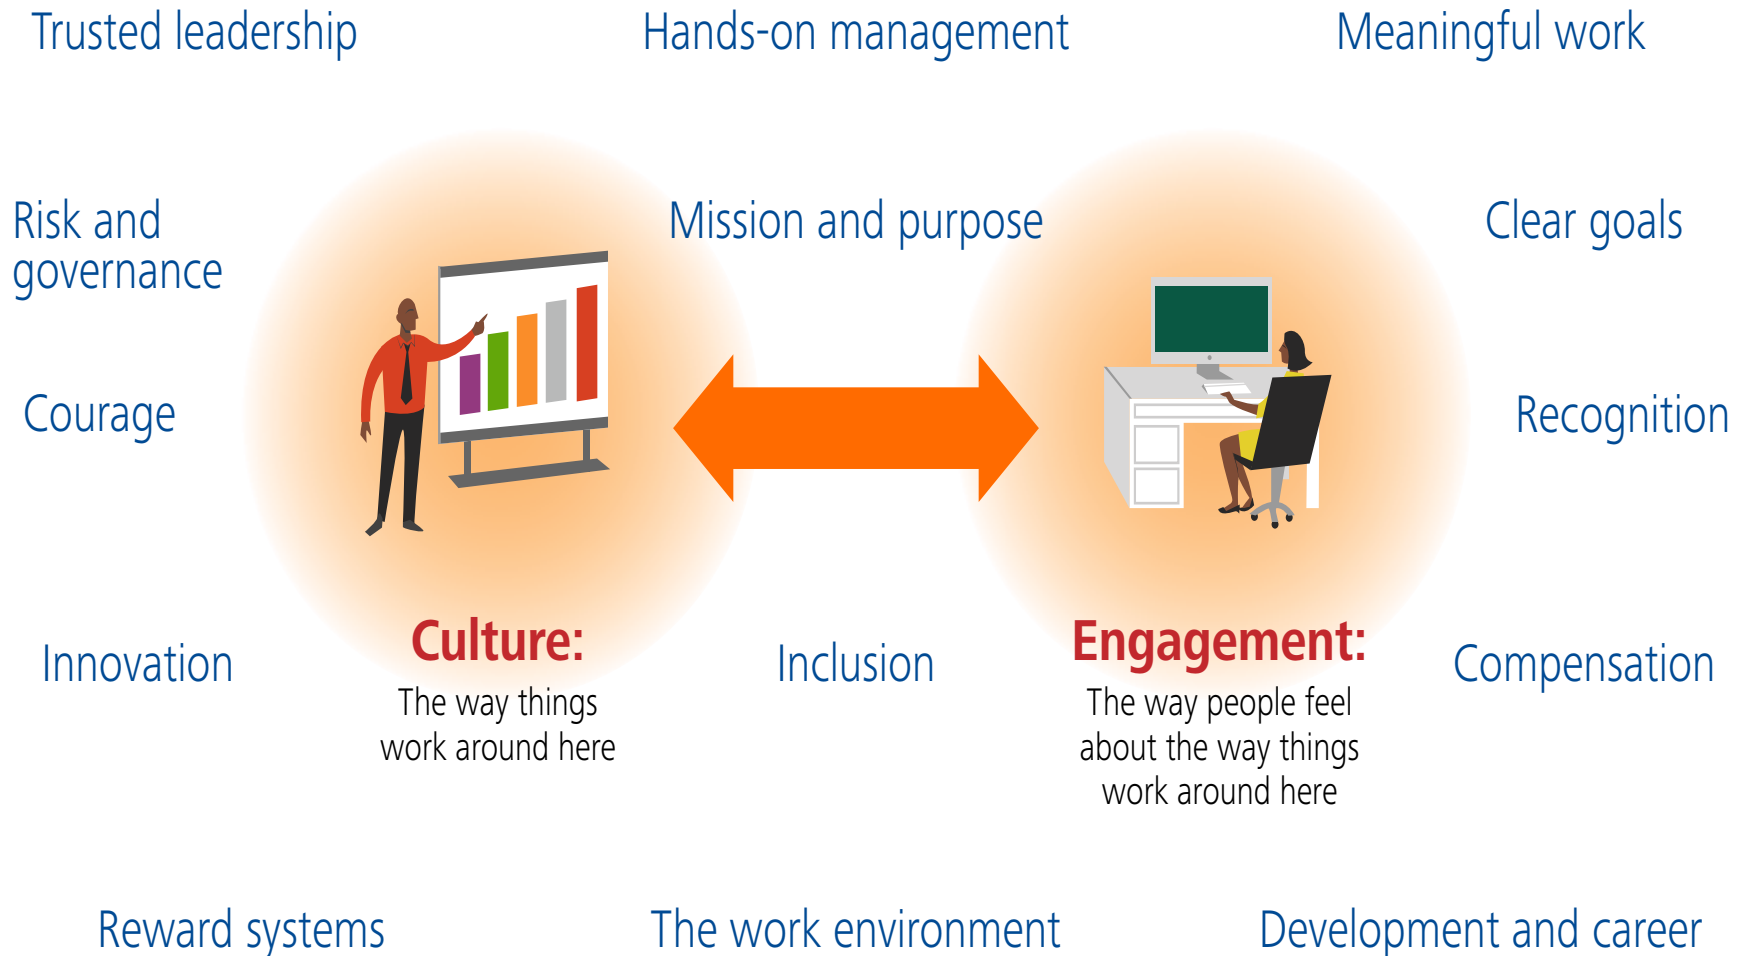 Trusted leadership
Hands-on management
Meaningful work
Risk and
governance
Mission and purpose
Clear goals
Courage
Recognition
Innovation
Culture:
The way things
work around here
Inclusion
Engagement:
The way people feel
about the way things
work around here
Compensation
Reward systems
The work environment
Development and career